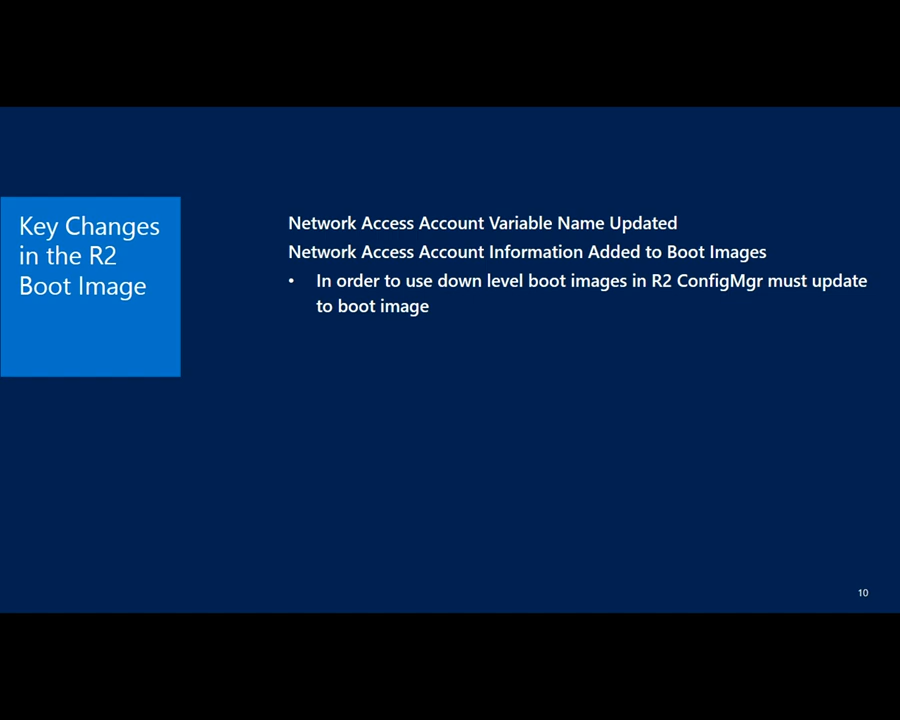 Key Changes
in the R2
Boot Image
Network Access Account Variable Name Updated
Network Access Account Information Added to Boot Images
• In order to use down level boot images in R2 ConfigMgr must update
to boot image
10